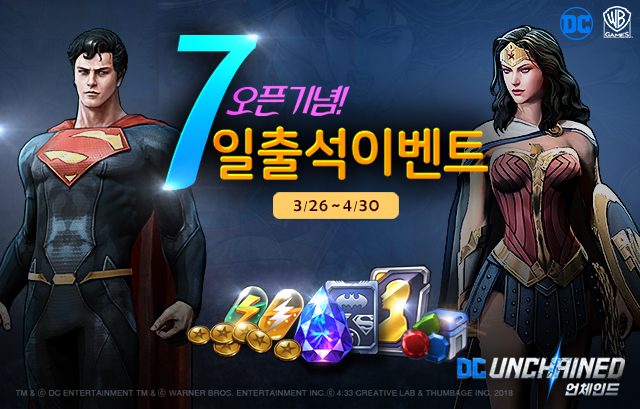 DC
WB
GAMES
오픈기념!
7일출석이벤트
3/26~4/30
DC UNCHAINED
언체인드
TM & ⓒ DC ENTERTAINMENT TM & ⓒ WARNER BROS. ENTERTAINMENT INC.ⓒ 4:33 CREATIVE LAB & THUMBAGE INC. 2018